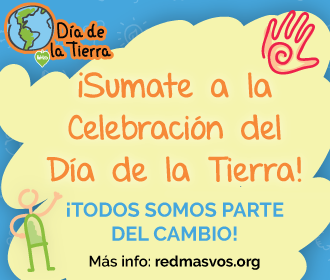 Día de
la Tierra
¡Sumate a la
Celebración del
Día de la Tierra!
¡TODOS SOMOS PARTE
DEL CAMBIO!
Más info: redmasvos.org